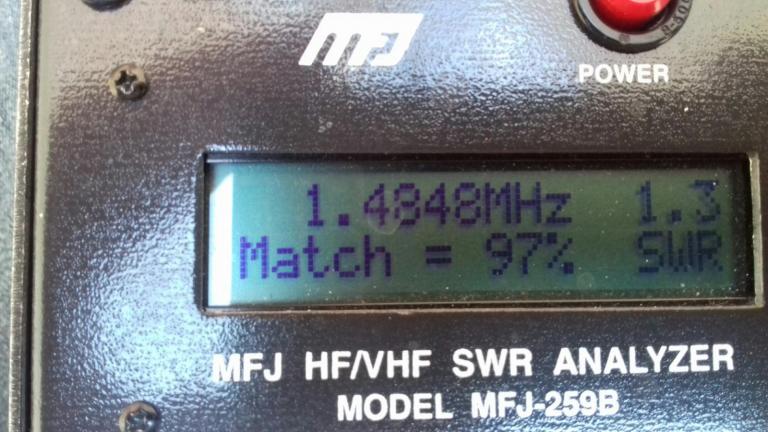 MFJ
POWER
1.4848MHz 1.3
Match = 97% SWR
MFJ HF/VHF SWR ANALYZER
MODEL MFJ-259B